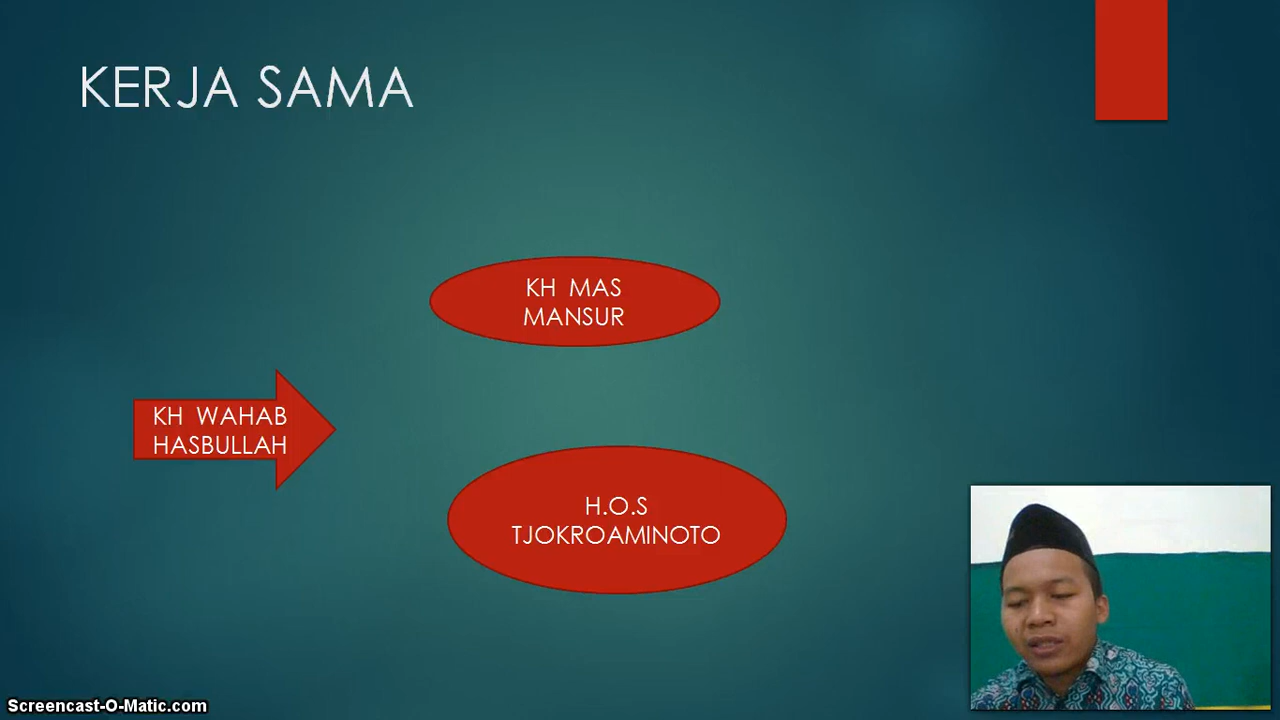 KERJA SAMA
KH MAS
MANSUR
KH WAHAB
HASBULLAH
H.O.S
TJOKROAMINOTO
Screencast-O-Matic.com